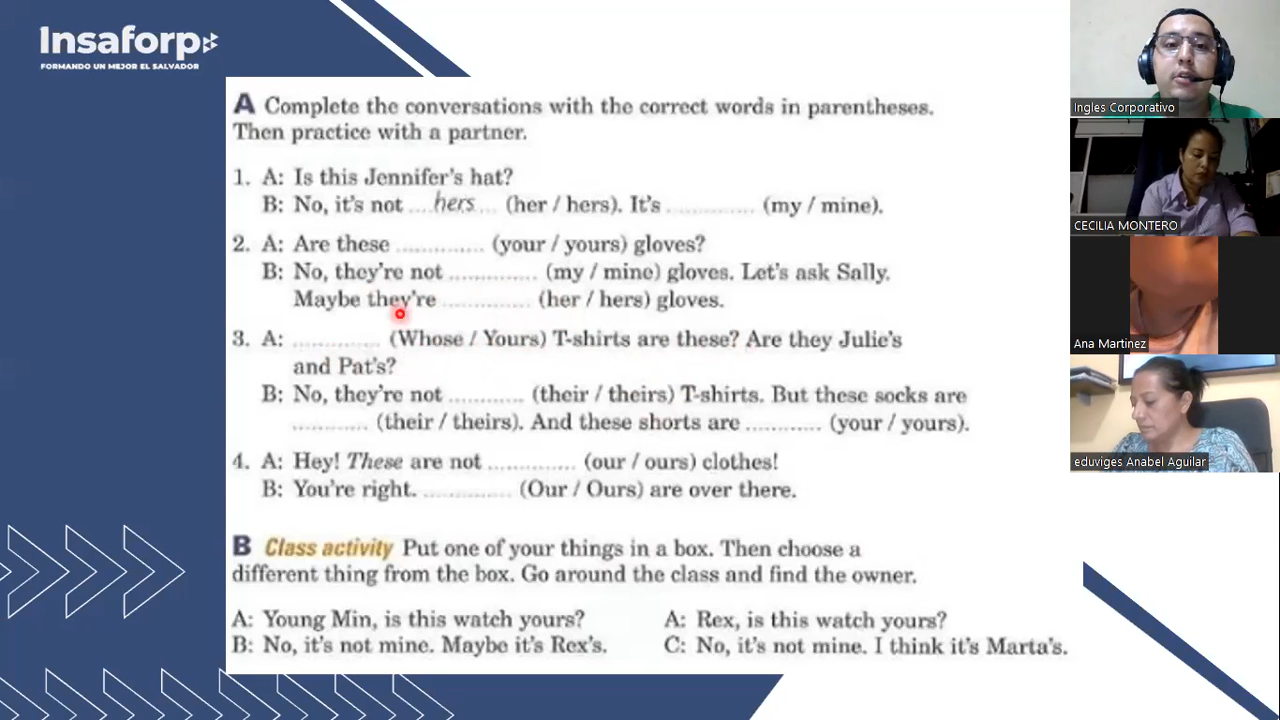 Insaforp
FORMANDO UN MEJOR EL SALVADOR
A Complete the conversations with the correct words in parentheses.
Then practice with a partner.
1. A: Is this Jennifer's hat?
B: No, it's not ...hers... (her / hers). It's ............ (my / mine).
2. A: Are these ............ (your / yours) gloves?
B: No, they're not ............ (my / mine) gloves. Let's ask Sally.
Maybe they're ............ (her / hers) gloves.
3. A: ............ (Whose / Yours) T-shirts are these? Are they Julie's
and Pat's?
B: No, they're not ............ (their / theirs) T-shirts. But these socks are
............ (their / theirs). And these shorts are ............ (your / yours).
4. A: Hey! These are not ............ (our / ours) clothes!
B: You're right. ............ (Our / Ours) are over there.
B Class activity Put one of your things in a box. Then choose a
different thing from the box. Go around the class and find the owner.
A: Young Min, is this watch yours?
B: No, it's not mine. Maybe it's Rex's.
A: Rex, is this watch yours?
C: No, it's not mine. I think it's Marta's.
Ingles Corporativo
CECILIA MONTERO
Ana Martinez
eduviges Anabel Aguilar